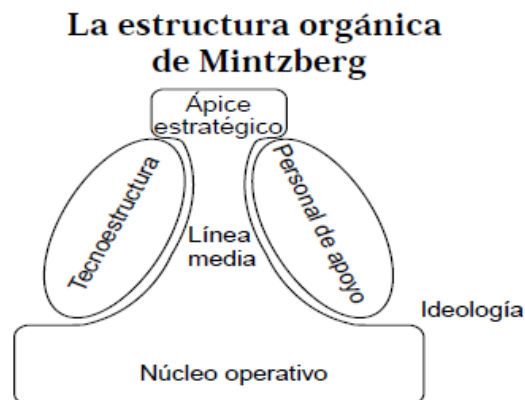 La estructura orgánica
de Mintzberg
Ápice
estratégico
Tecnoestructura
Personal de apoyo
Línea
media
Ideología
Núcleo operativo